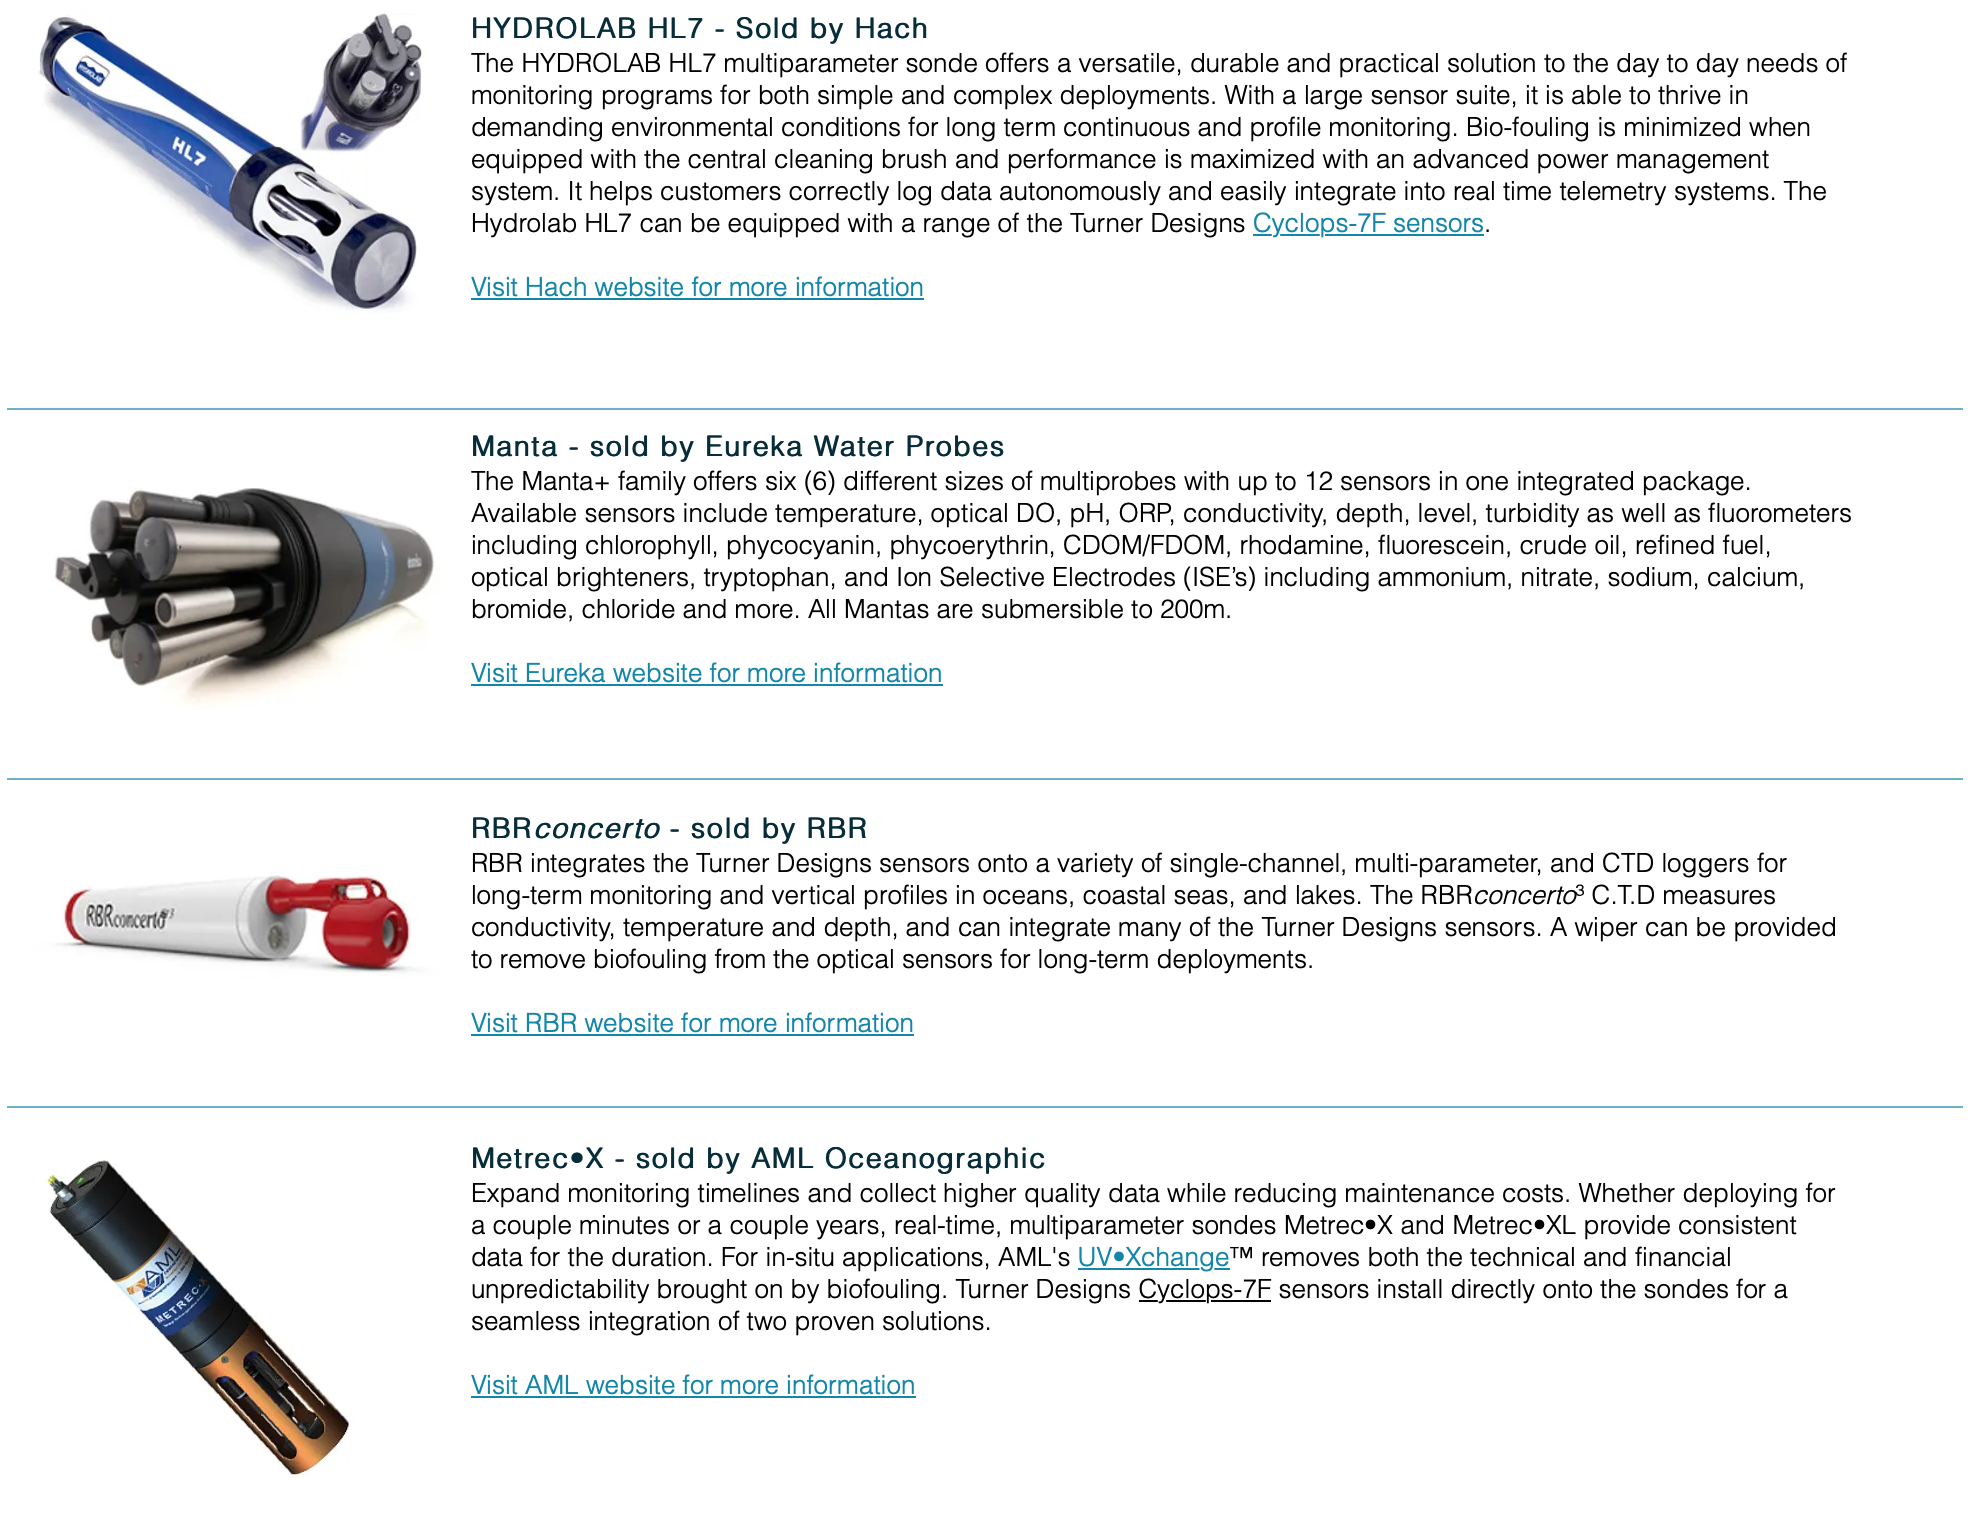 HYDROLAB HL7 - Sold by Hach
The HYDROLAB HL7 multiparameter sonde offers a versatile, durable and practical solution to the day to day needs of
monitoring programs for both simple and complex deployments. With a large sensor suite, it is able to thrive in
demanding environmental conditions for long term continuous and profile monitoring. Bio-fouling is minimized when
equipped with the central cleaning brush and performance is maximized with an advanced power management
system. It helps customers correctly log data autonomously and easily integrate into real time telemetry systems. The
Hydrolab HL7 can be equipped with a range of the Turner Designs Cyclops-7F sensors.
Visit Hach website for more information
HYDROLAB
HL7
Manta - sold by Eureka Water Probes
The Manta+ family offers six (6) different sizes of multiprobes with up to 12 sensors in one integrated package.
Available sensors include temperature, optical DO, pH, ORP, conductivity, depth, level, turbidity as well as fluorometers
including chlorophyll, phycocyanin, phycoerythrin, CDOM/FDOM, rhodamine, fluorescein, crude oil, refined fuel,
optical brighteners, tryptophan, and Ion Selective Electrodes (ISE’s) including ammonium, nitrate, sodium, calcium,
bromide, chloride and more. All Mantas are submersible to 200m.
Visit Eureka website for more information
RBRconcerto - sold by RBR
RBR integrates the Turner Designs sensors onto a variety of single-channel, multi-parameter, and CTD loggers for
long-term monitoring and vertical profiles in oceans, coastal seas, and lakes. The RBRconcerto³ C.T.D measures
conductivity, temperature and depth, and can integrate many of the Turner Designs sensors. A wiper can be provided
to remove biofouling from the optical sensors for long-term deployments.
Visit RBR website for more information
RBRconcerto³
Metrec•X - sold by AML Oceanographic
Expand monitoring timelines and collect higher quality data while reducing maintenance costs. Whether deploying for
a couple minutes or a couple years, real-time, multiparameter sondes Metrec•X and Metrec•XL provide consistent
data for the duration. For in-situ applications, AML's UV•Xchange™ removes both the technical and financial
unpredictability brought on by biofouling. Turner Designs Cyclops-7F sensors install directly onto the sondes for a
seamless integration of two proven solutions.
Visit AML website for more information
AML
METREC•X